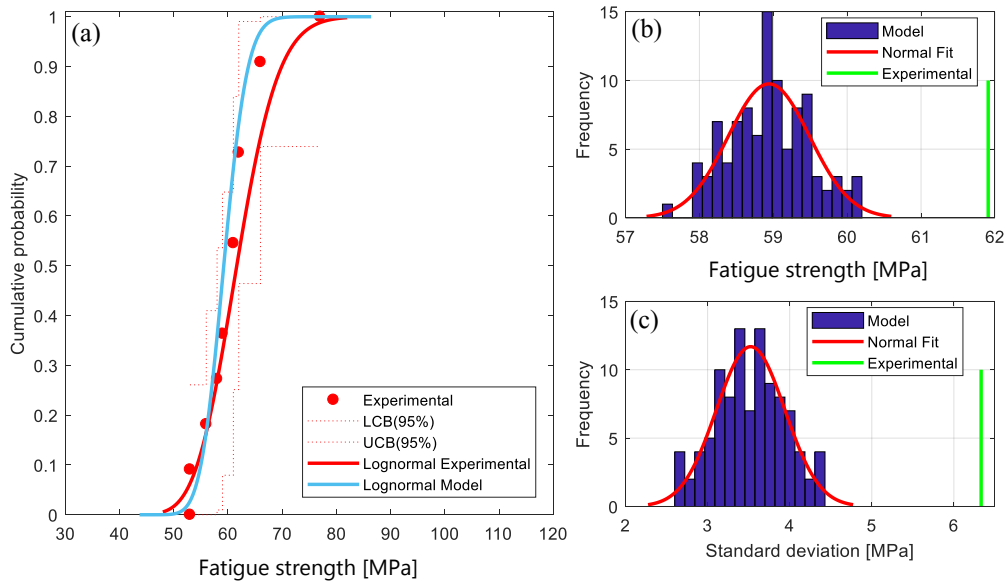 (a)
1
0.9
0.8
0.7
0.6
0.5
0.4
0.3
0.2
0.1
0
Cumulative probability
Experimental
LCB(95%)
UCB(95%)
Lognormal Experimental
Lognormal Model
30 40 50 60 70 80 90 100 110 120
Fatigue strength [MPa]
(b)
15
10
5
0
Frequency
Model
Normal Fit
Experimental
57 58 59 60 61 62
Fatigue strength [MPa]
(c)
15
10
5
0
Frequency
Model
Normal Fit
Experimental
2 3 4 5 6
Standard deviation [MPa]